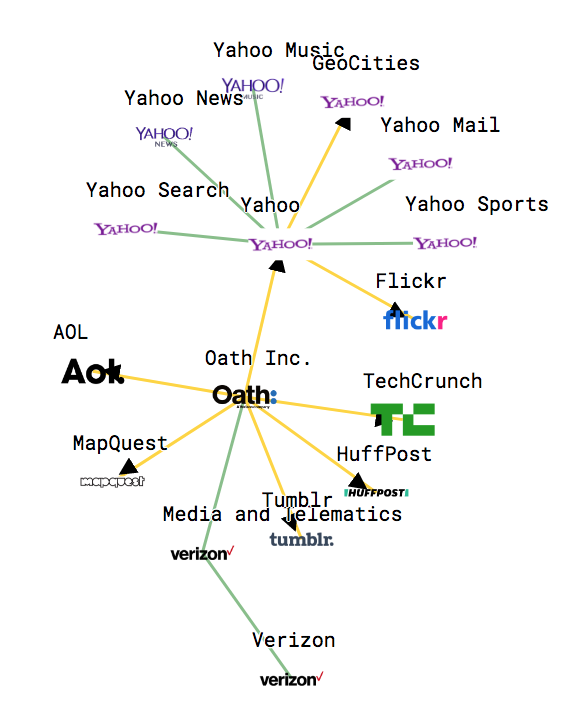 Yahoo Music
GeoCities
YAHOO!
MUSIC
Yahoo News
YAHOO!
Yahoo Mail
YAHOO!
NEWS
YAHOO!
Yahoo Search
Yahoo
Yahoo Sports
YAHOO!
YAHOO!
YAHOO!
Flickr
flickr
AOL
Oath Inc.
Aol.
TechCrunch
Oath:
TC
MapQuest
HuffPost
mapquest
HUFFPOST
Tumblr
Media and Telematics
tumblr.
verizon✓
Verizon
verizon✓